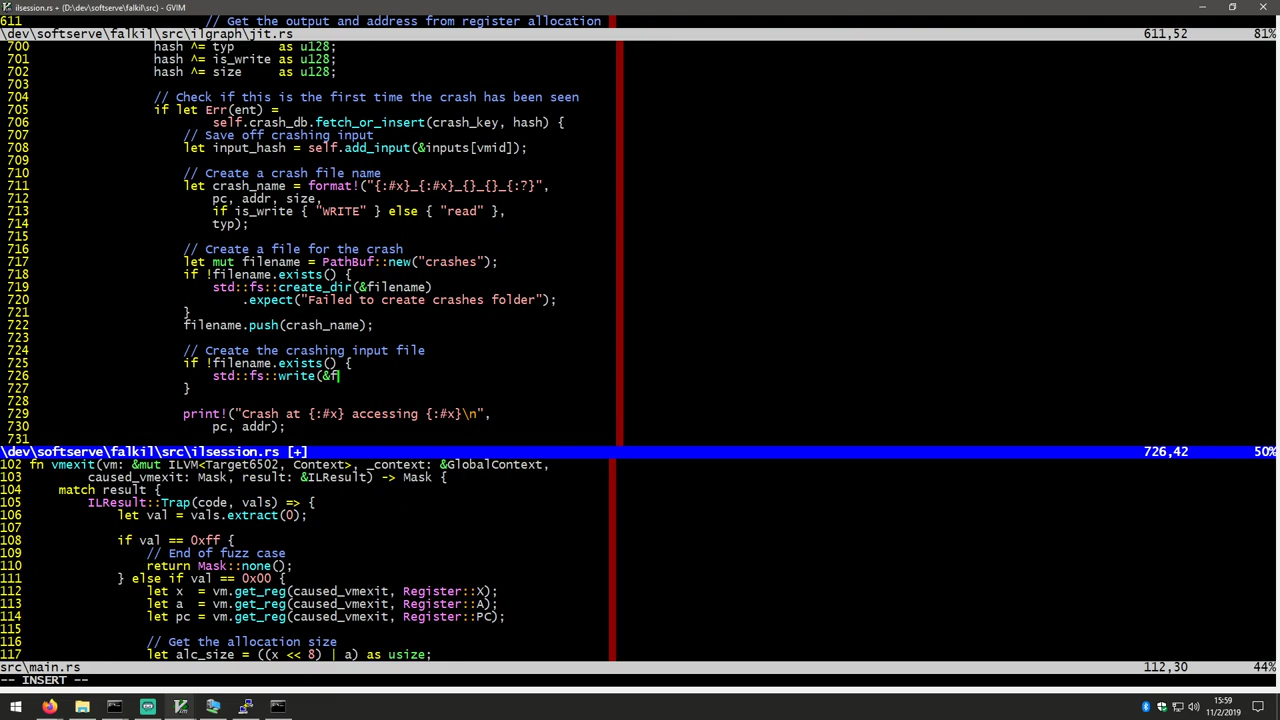 ilsession.rs + (D:\dev\softserve\falkil\src) - GVIM
611 // Get the output and address from register allocation
\dev\softserve\falkil\src\ilgraph\jit.rs 611,52 81%
700 hash ^= typ as u128;
701 hash ^= is_write as u128;
702 hash ^= size as u128;
703
704 // Check if this is the first time the crash has been seen
705 if let Err(ent) =
706 self.crash_db.fetch_or_insert(crash_key, hash) {
707 // Save off crashing input
708 let input_hash = self.add_input(&inputs[vmid]);
709
710 // Create a crash file name
711 let crash_name = format!("{:#x}_{:#x}_{}_{}_{:?}",
712 pc, addr, size,
713 if is_write { "WRITE" } else { "read" },
714 typ);
715
716 // Create a file for the crash
717 let mut filename = PathBuf::new("crashes");
718 if !filename.exists() {
719 std::fs::create_dir(&filename)
720 .expect("Failed to create crashes folder");
721 }
722 filename.push(crash_name);
723
724 // Create the crashing input file
725 if !filename.exists() {
726 std::fs::write(&f
727 }
728
729 print!("Crash at {:#x} accessing {:#x}\n",
730 pc, addr);
731
\dev\softserve\falkil\src\ilsession.rs [+] 726,42 50%
102 fn vmexit(vm: &mut ILVM<Target6502, Context>, _context: &GlobalContext,
103 caused_vmexit: Mask, result: &ILResult) -> Mask {
104 match result {
105 ILResult::Trap(code, vals) => {
106 let val = vals.extract(0);
107
108 if val == 0xff {
109 // End of fuzz case
110 return Mask::none();
111 } else if val == 0x00 {
112 let x = vm.get_reg(caused_vmexit, Register::X);
113 let a = vm.get_reg(caused_vmexit, Register::A);
114 let pc = vm.get_reg(caused_vmexit, Register::PC);
115
116 // Get the allocation size
117 let alc_size = ((x << 8) | a) as usize;
src\main.rs 112,30 44%
-- INSERT --
15:59
11/2/2019